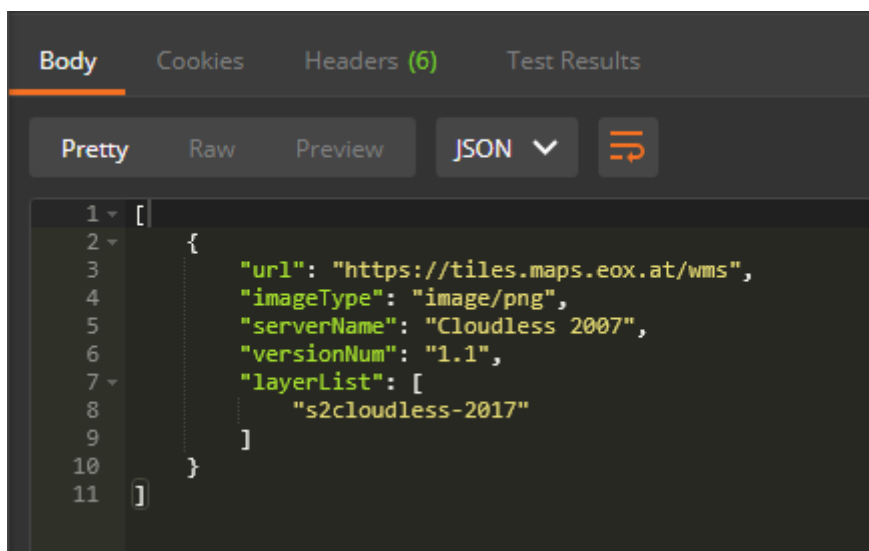 Body Cookies Headers (6) Test Results
Pretty Raw Preview JSON
1 [
2 {
3 "url": "https://tiles.maps.eox.at/wms",
4 "imageType": "image/png",
5 "serverName": "Cloudless 2007",
6 "versionNum": "1.1",
7 "layerList": [
8 "s2cloudless-2017"
9 ]
10 }
11 ]